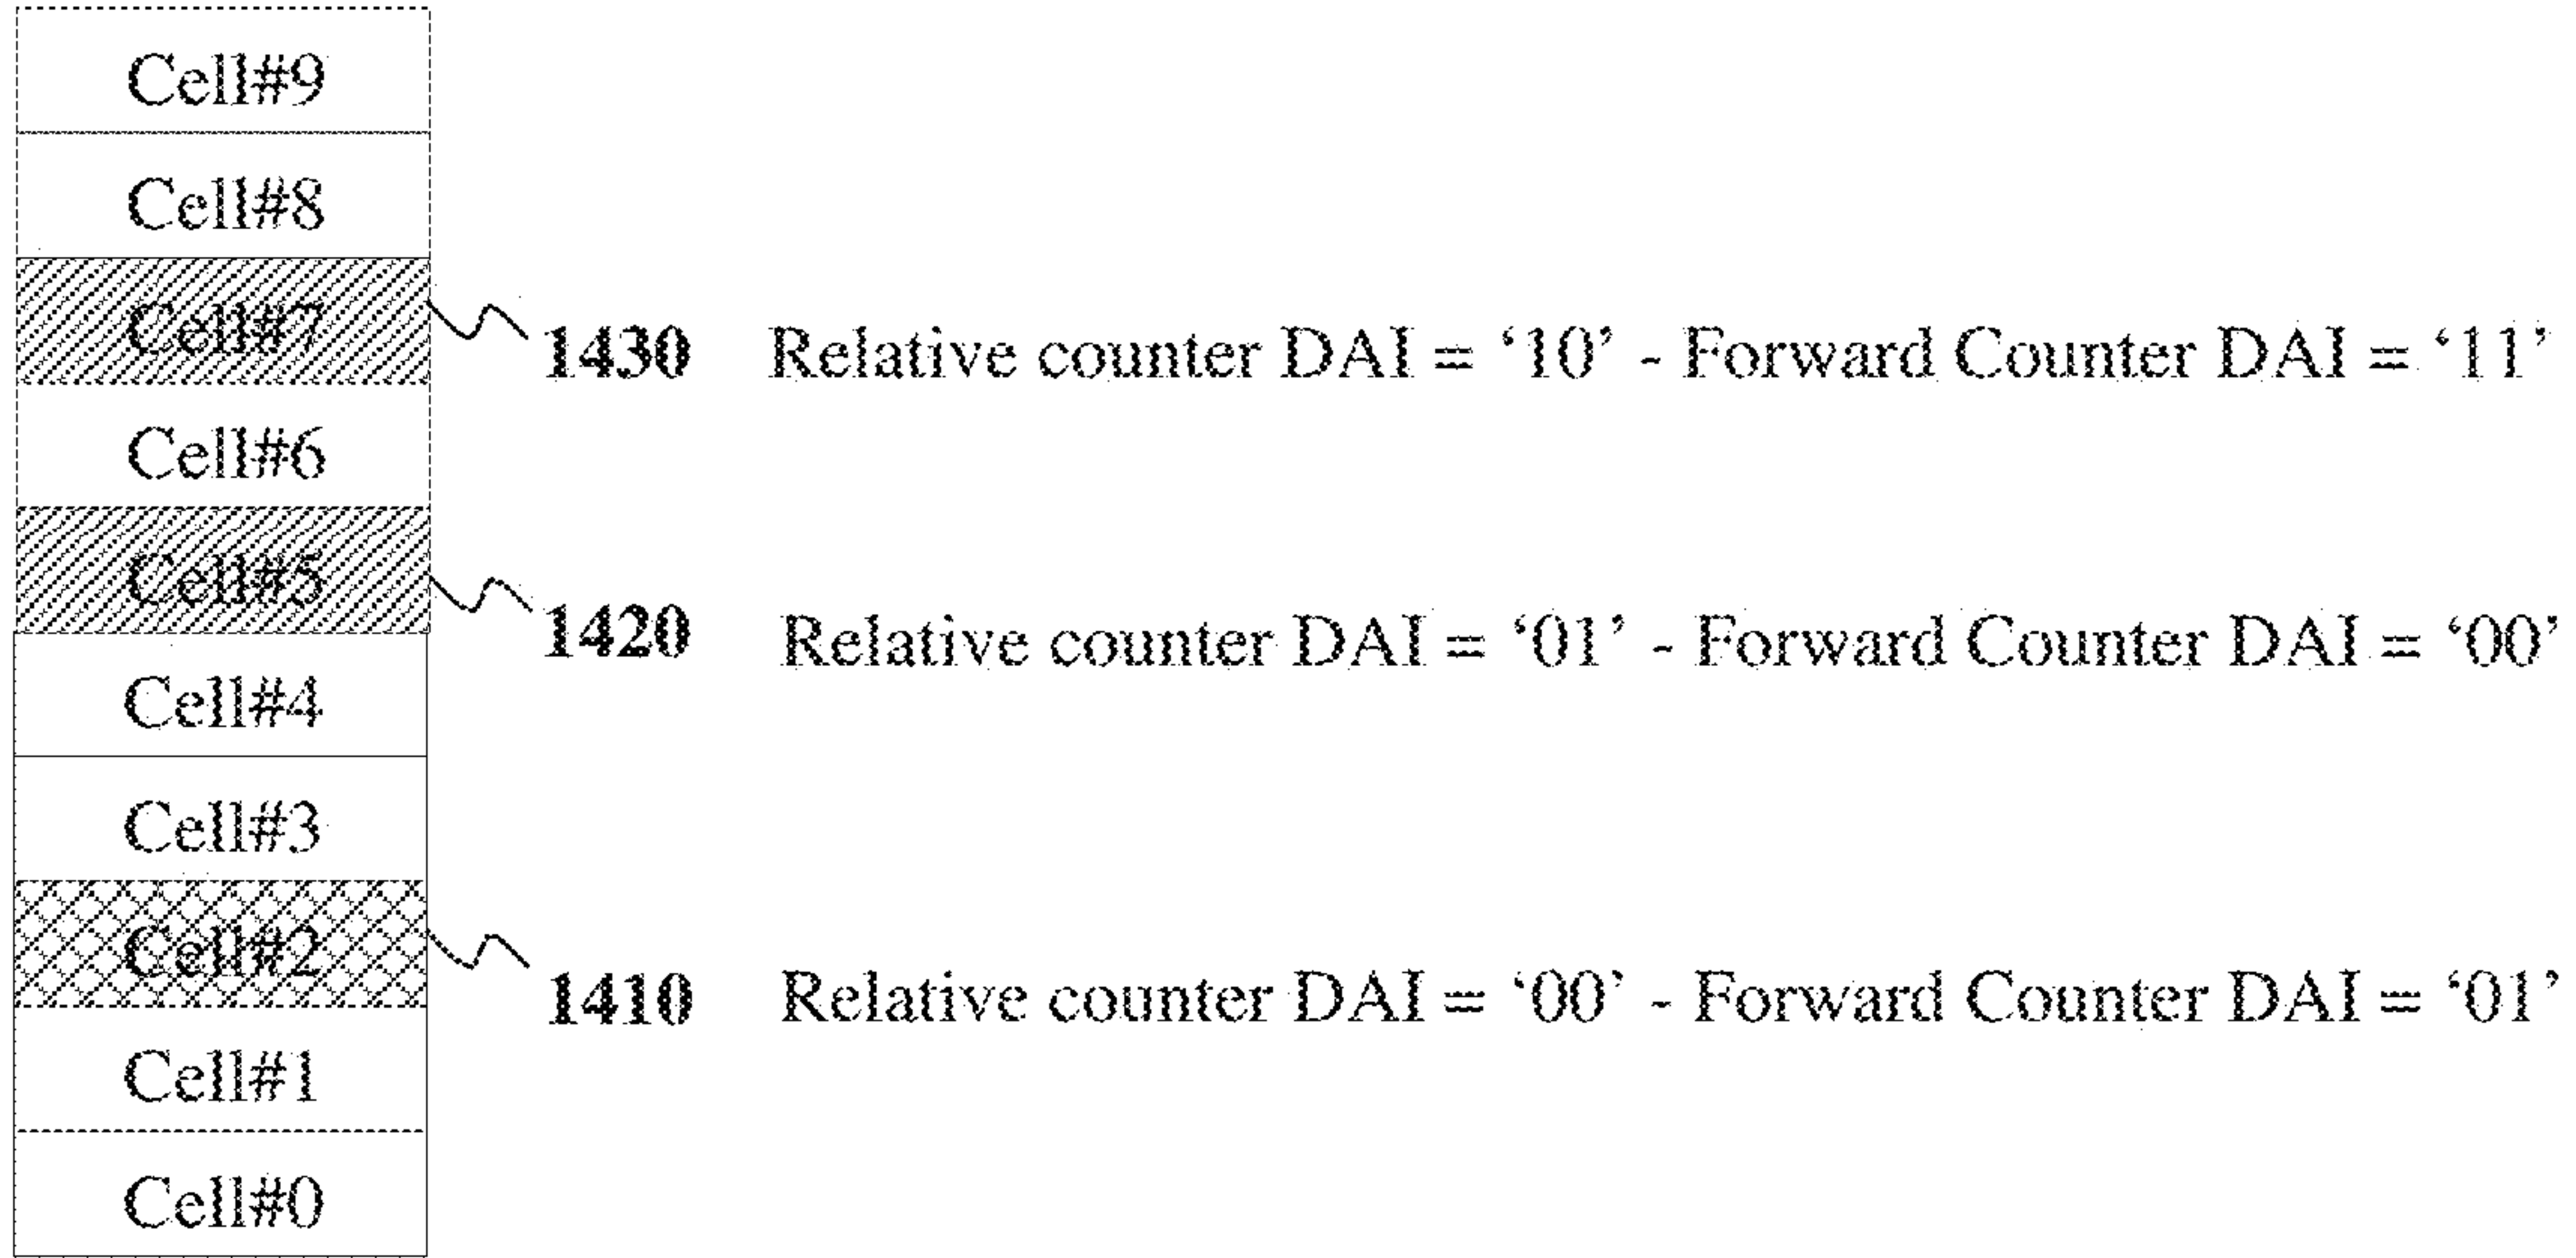 Cell#9
Cell#8
Cell#7
1430 Relative counter DAI = ‘10’ - Forward Counter DAI = ‘11’
Cell#6
Cell#5
1420 Relative counter DAI = ‘01’ - Forward Counter DAI = ‘00’
Cell#4
Cell#3
Cell#2
1410 Relative counter DAI = ‘00’ - Forward Counter DAI = ‘01’
Cell#1
Cell#0